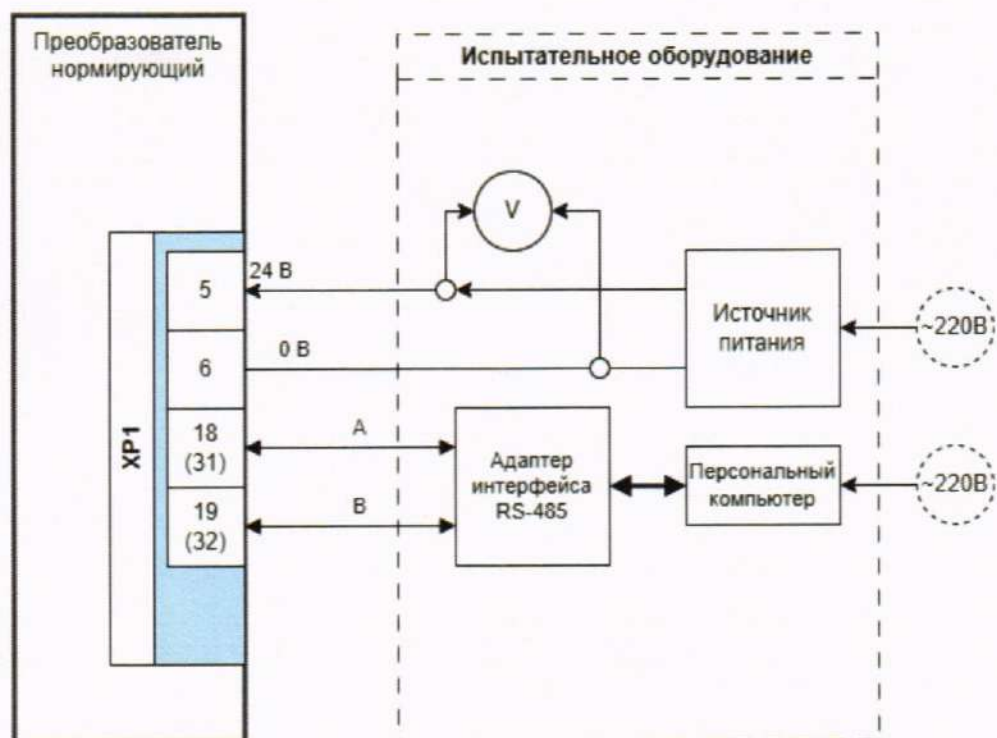 Преобразователь
нормирующий
Испытательное оборудование
V
24 В
5
Источник
питания
~220В
0 В
6
XP1
18
(31)
A
Адаптер
интерфейса
RS-485
Персональный
компьютер
~220В
19
(32)
B